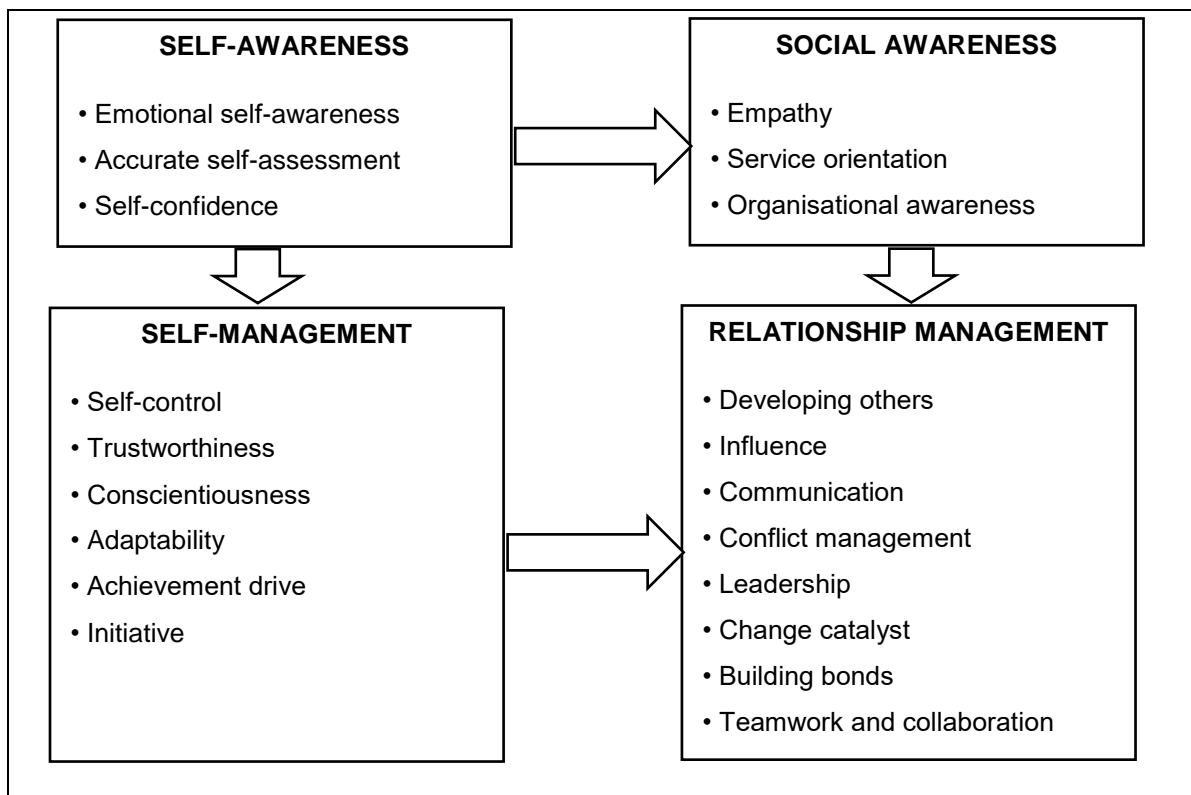 SELF-AWARENESS
• Emotional self-awareness
• Accurate self-assessment
• Self-confidence
SOCIAL AWARENESS
• Empathy
• Service orientation
• Organisational awareness
SELF-MANAGEMENT
• Self-control
• Trustworthiness
• Conscientiousness
• Adaptability
• Achievement drive
• Initiative
RELATIONSHIP MANAGEMENT
• Developing others
• Influence
• Communication
• Conflict management
• Leadership
• Change catalyst
• Building bonds
• Teamwork and collaboration